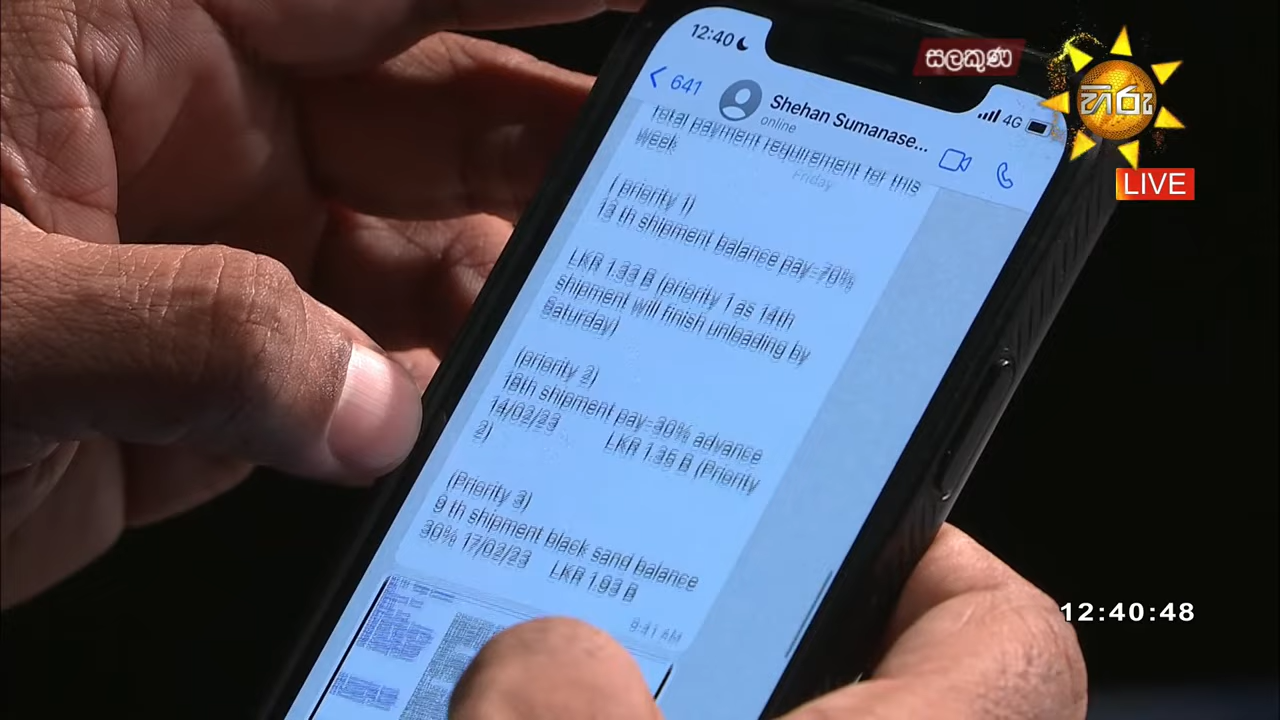 12:40
4G
641
Shehan Sumanase...
online
Total payment requirement for this
week
Friday
(priority 1)
13 th shipment balance pay=70%
LKR 1.33 B (priority 1 as 14th
shipment will finish unloading by
Saturday)
(priority 2)
18th shipment pay=30% advance
14/02/23 LKR 1.35 B (Priority
2)
(Priority 3)
9 th shipment black sand balance
30% 17/02/23 LKR 1.93 B
9:41 AM
සලකුණ
හිරු
LIVE
12:40:48